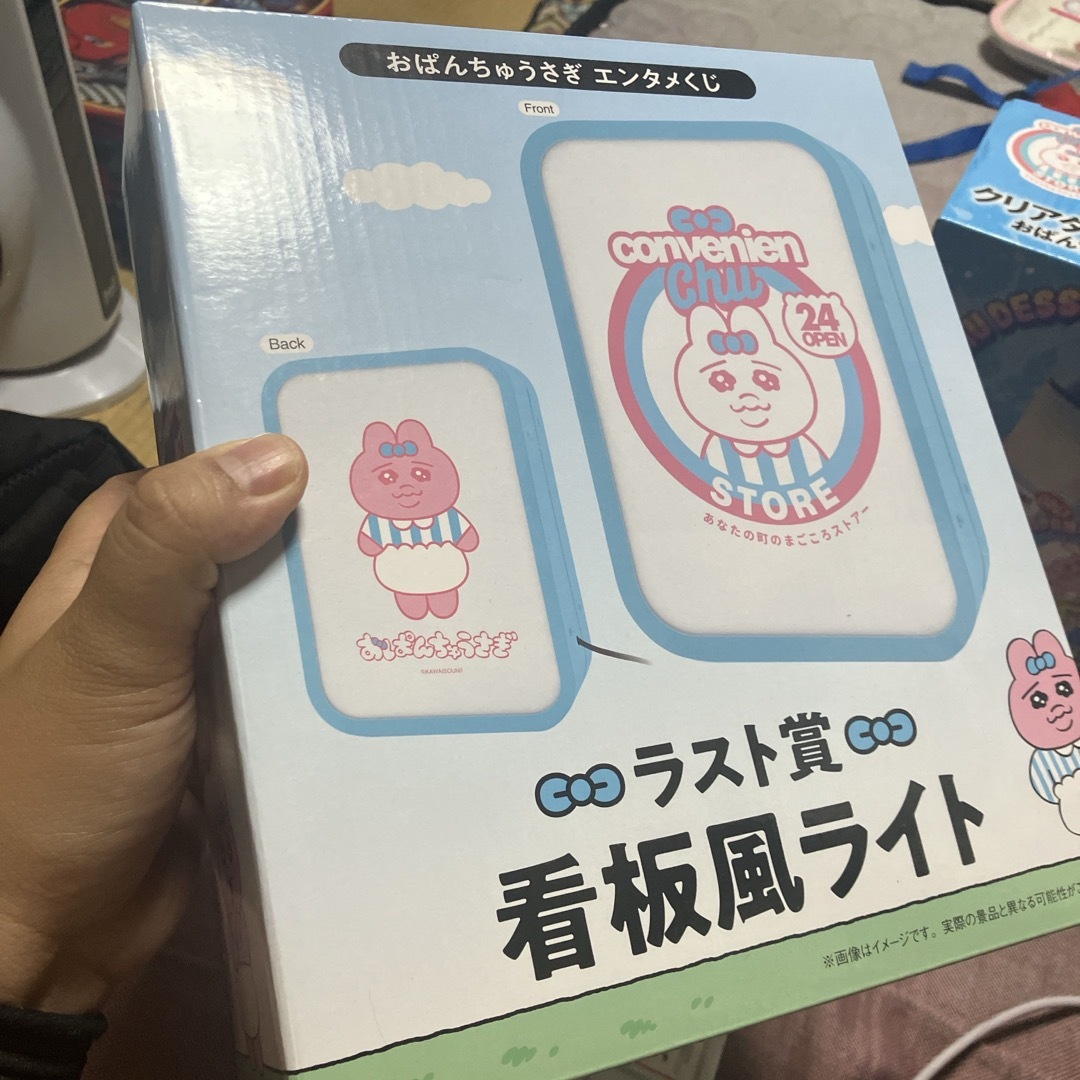 おぱんちゅうさぎ エンタメくじ
Front
convenien
Chu
24
OPEN
STORE
あなたの町のまごころストアー
Back
おぱんちゅうさぎ
©KAWAISOUNI
ラスト賞
看板風ライト
※画像はイメージです。実際の景品と異なる可能性が
クリア
おぱん
DESS